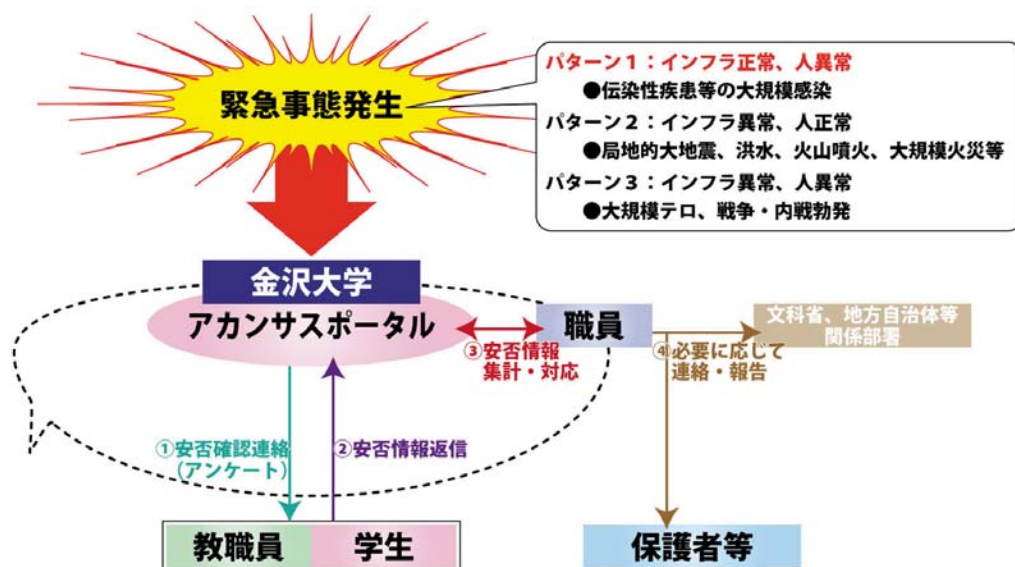 緊急事態発生
パターン1：インフラ正常、人異常
●伝染性疾患等の大規模感染
パターン2：インフラ異常、人正常
●局地的大地震、洪水、火山噴火、大規模火災等
パターン3：インフラ異常、人異常
●大規模テロ、戦争・内戦勃発
金沢大学
アカンサスポータル
職員
文科省、地方自治体等
関係部署
③安否情報
集計・対応
④必要に応じて
連絡・報告
①安否確認連絡
（アンケート）
②安否情報返信
教職員
学生
保護者等